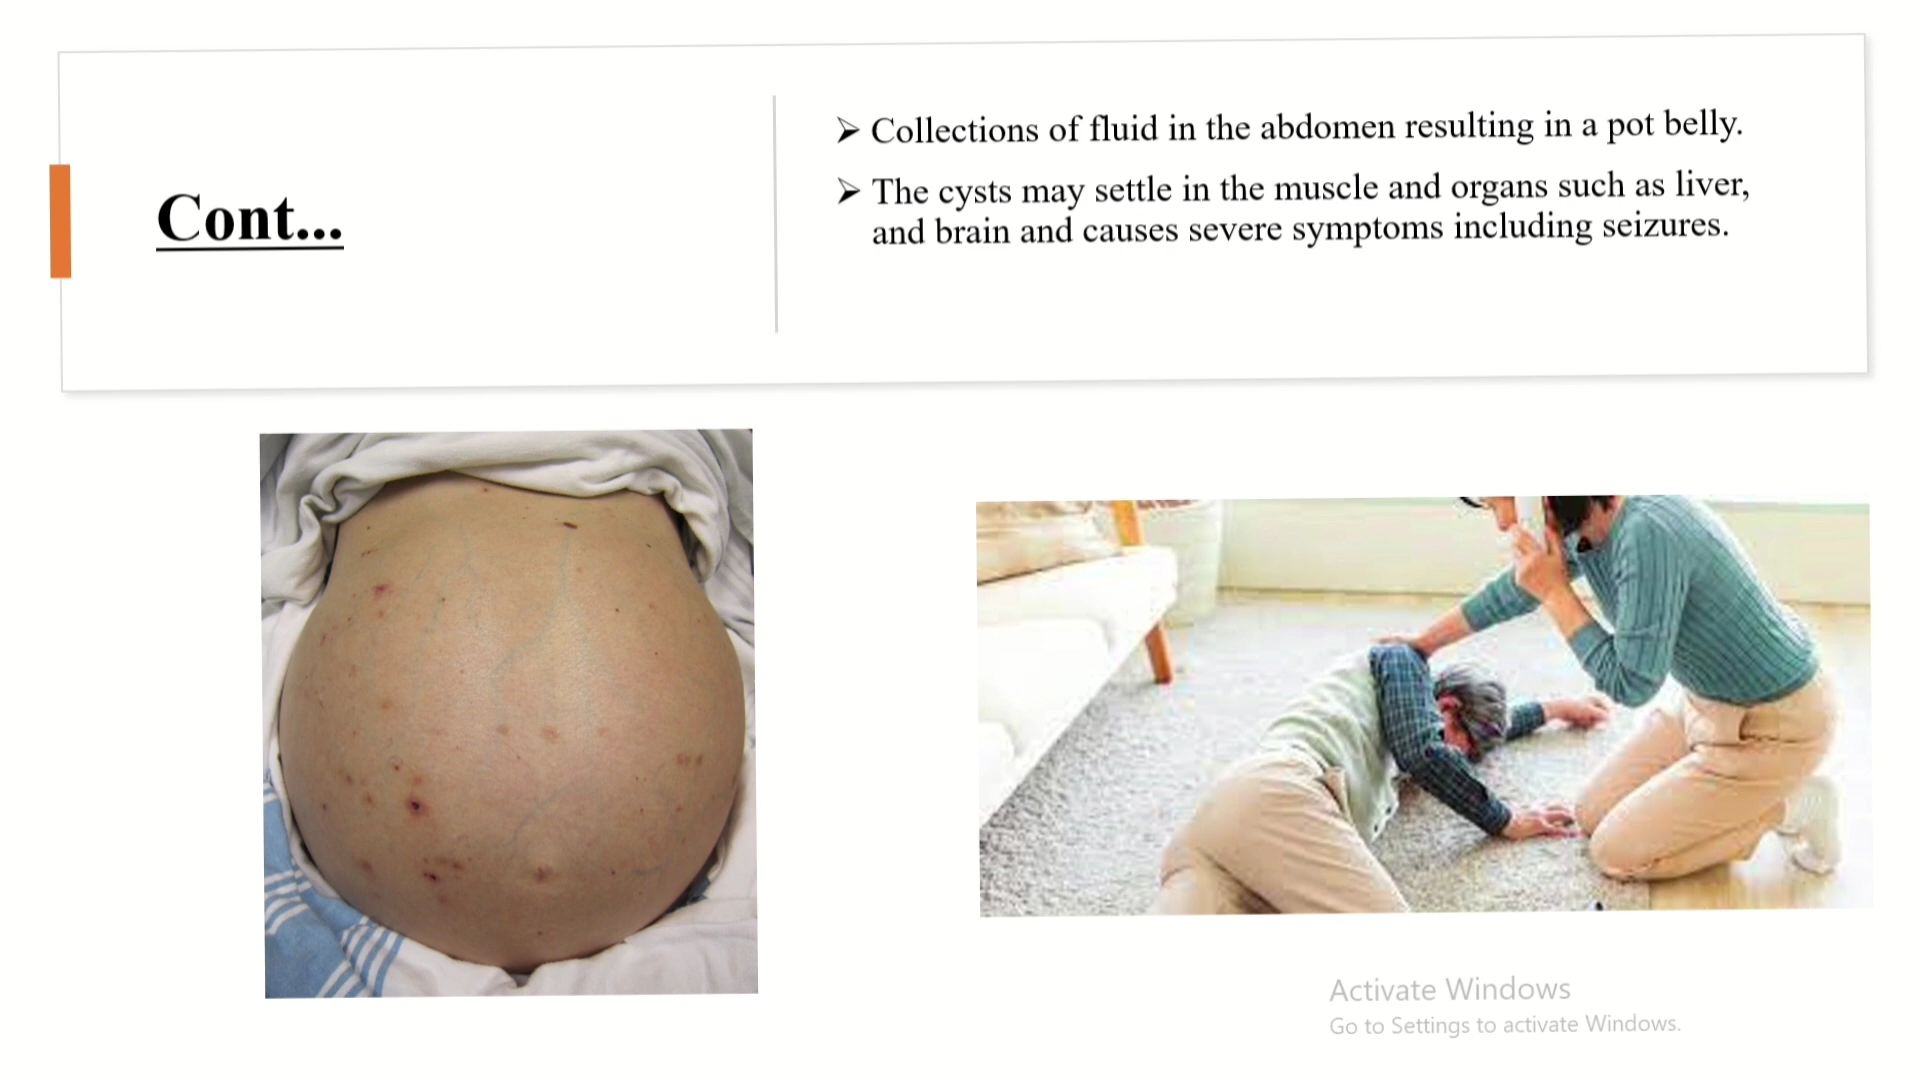 Cont...
➢ Collections of fluid in the abdomen resulting in a pot belly.
➢ The cysts may settle in the muscle and organs such as liver,
and brain and causes severe symptoms including seizures.
Activate Windows
Go to Settings to activate Windows.